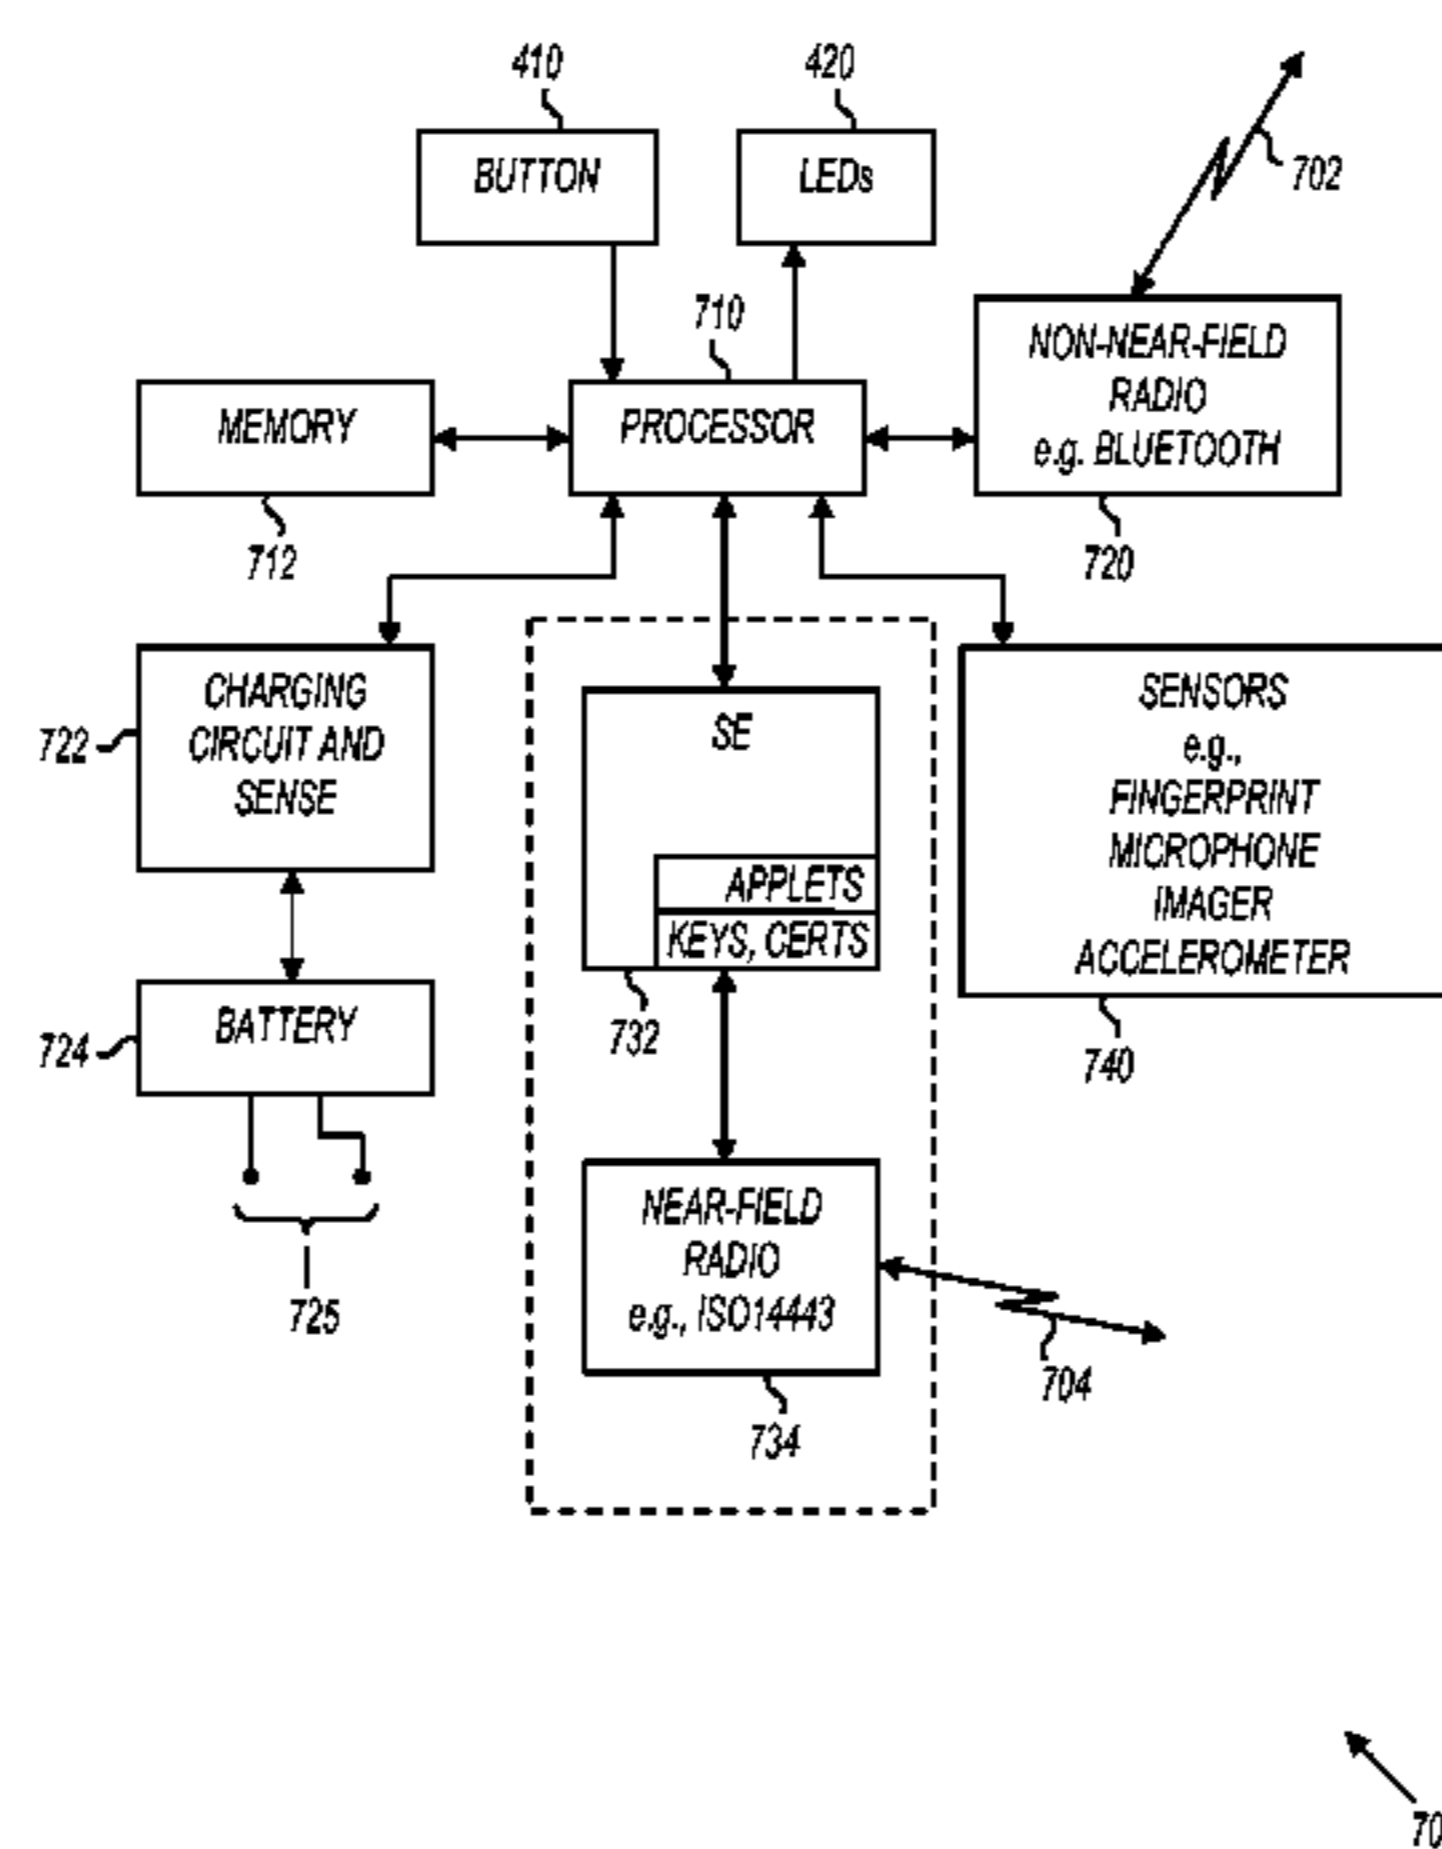 410
420
702
BUTTON
LEDs
710
NON-NEAR-FIELD
RADIO
e.g. BLUETOOTH
MEMORY
PROCESSOR
712
720
722
CHARGING
CIRCUIT AND
SENSE
SE
APPLETS
KEYS, CERTS
SENSORS
e.g.,
FINGERPRINT
MICROPHONE
IMAGER
ACCELEROMETER
732
740
724
BATTERY
725
NEAR-FIELD
RADIO
e.g., ISO14443
704
734
70